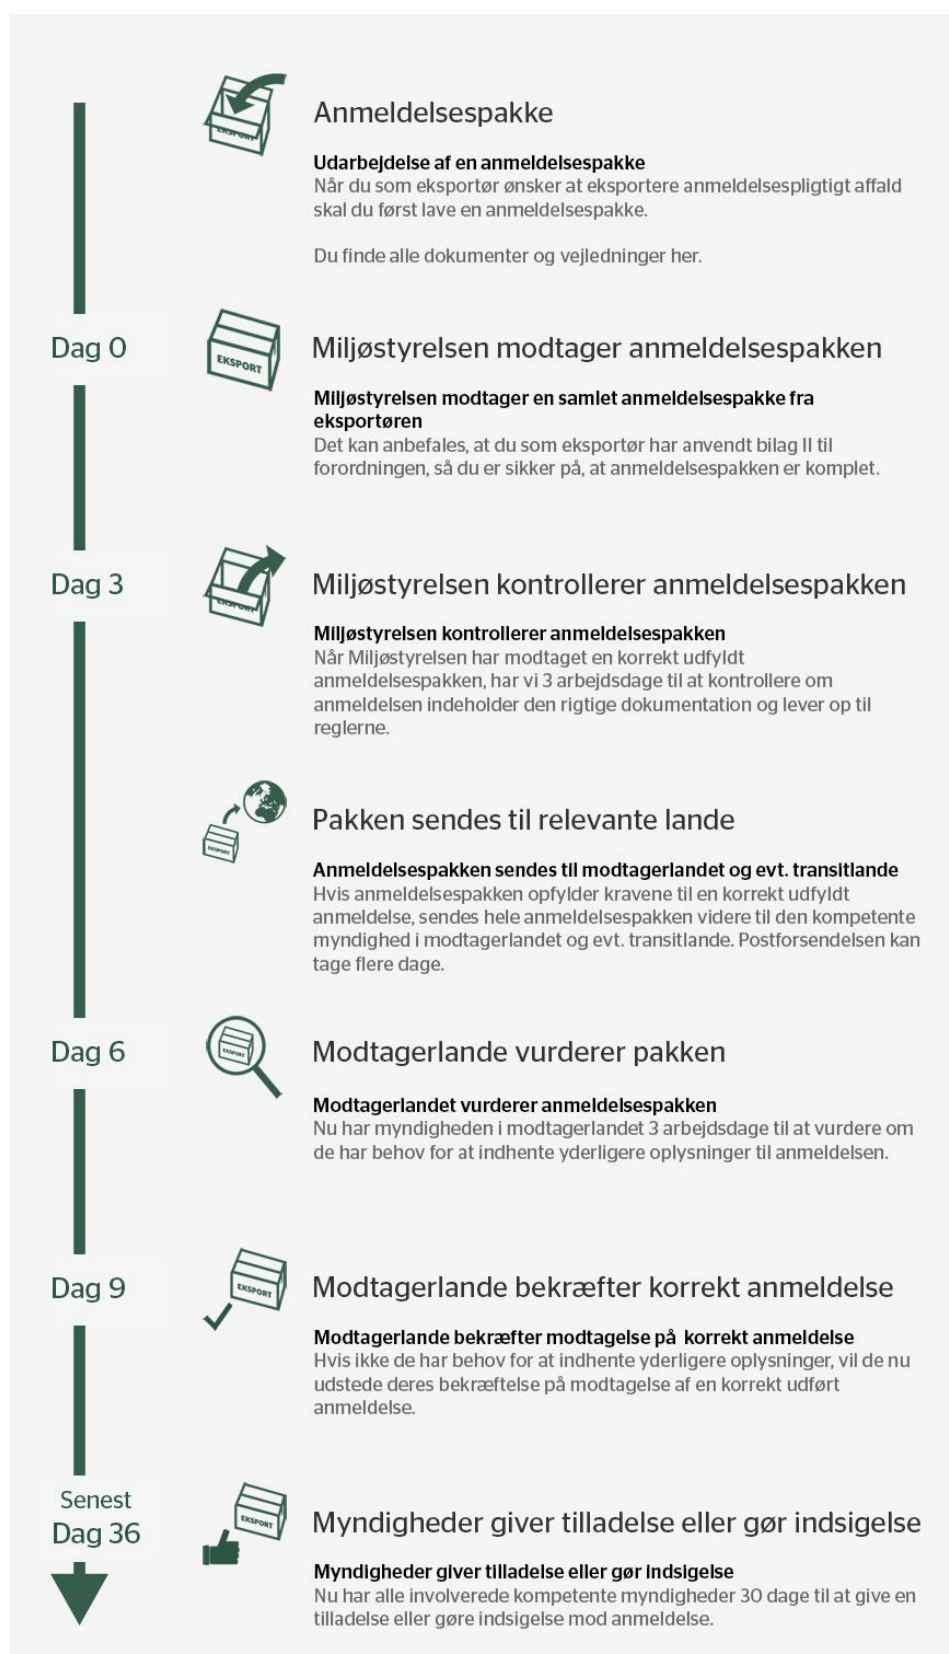 Anmeldelsespakke
EKSPORT
Udarbejdelse af en anmeldelsespakke
Når du som eksportør ønsker at eksportere anmeldelsespligtigt affald
skal du først lave en anmeldelsespakke.
Du finde alle dokumenter og vejledninger her.
Dag 0
EKSPORT
Miljøstyrelsen modtager anmeldelsespakken
Miljøstyrelsen modtager en samlet anmeldelsespakke fra
eksportøren
Det kan anbefales, at du som eksportør har anvendt bilag II til
forordningen, så du er sikker på, at anmeldelsespakken er komplet.
Dag 3
EKSPORT
Miljøstyrelsen kontrollerer anmeldelsespakken
Miljøstyrelsen kontrollerer anmeldelsespakken
Når Miljøstyrelsen har modtaget en korrekt udfyldt
anmeldelsespakken, har vi 3 arbejdsdage til at kontrollere om
anmeldelsen indeholder den rigtige dokumentation og lever op til
reglerne.
EKSPORT
Pakken sendes til relevante lande
Anmeldelsespakken sendes til modtagerlandet og evt. transitlande
Hvis anmeldelsespakken opfylder kravene til en korrekt udfyldt
anmeldelse, sendes hele anmeldelsespakken videre til den kompetente
myndighed i modtagerlandet og evt. transitlande. Postforsendelsen kan
tage flere dage.
Dag 6
EKSPORT
Modtagerlande vurderer pakken
Modtagerlandet vurderer anmeldelsespakken
Nu har myndigheden i modtagerlandet 3 arbejdsdage til at vurdere om
de har behov for at indhente yderligere oplysninger til anmeldelsen.
Dag 9
EKSPORT
Modtagerlande bekræfter korrekt anmeldelse
Modtagerlande bekræfter modtagelse på korrekt anmeldelse
Hvis ikke de har behov for at indhente yderligere oplysninger, vil de nu
udstede deres bekræftelse på modtagelse af en korrekt udført
anmeldelse.
Senest
Dag 36
EKSPORT
Myndigheder giver tilladelse eller gør indsigelse
Myndigheder giver tilladelse eller gør indsigelse
Nu har alle involverede kompetente myndigheder 30 dage til at give en
tilladelse eller gøre indsigelse mod anmeldelse.